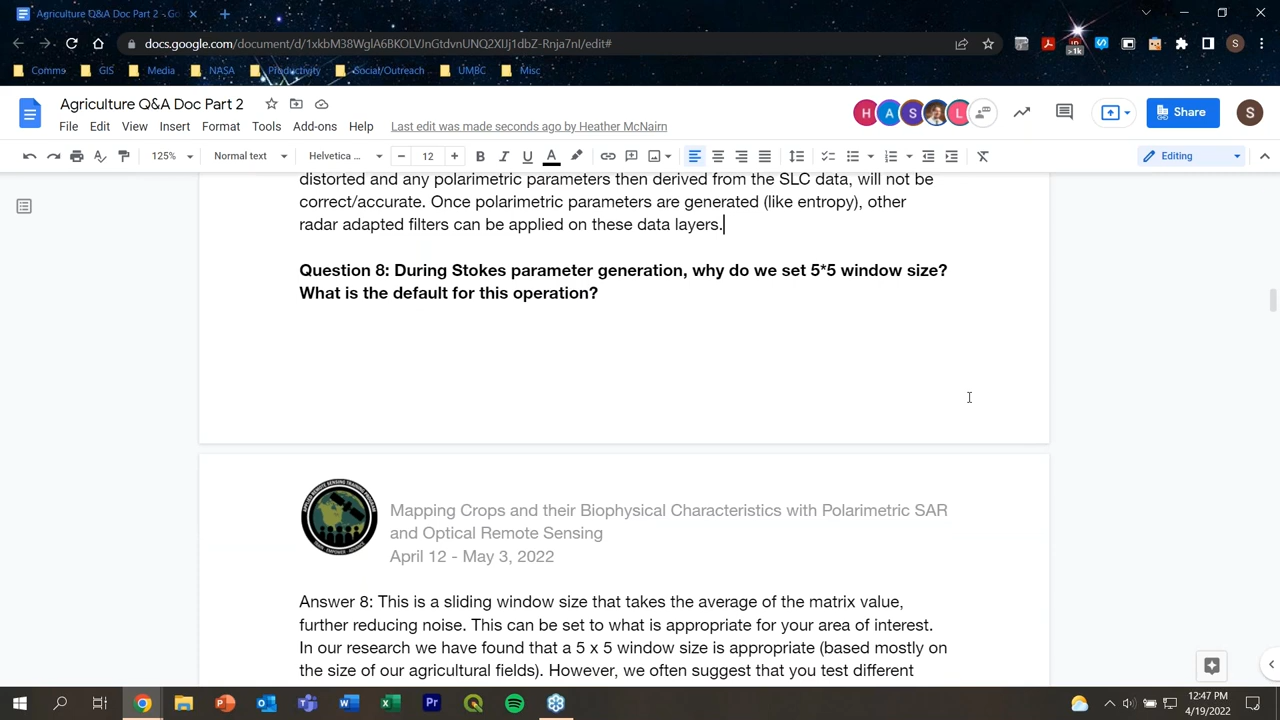 Agriculture Q&A Doc Part 2 - Go
docs.google.com/document/d/1xkbM38WglA6BKOLVJnGtdvnUNQ2XIJj1dbZ-Rnja7nI/edit#
>1k
S
Comms GIS Media NASA Productivity Social/Outreach UMBC Misc
Agriculture Q&A Doc Part 2
H A S L Share S
File Edit View Insert Format Tools Add-ons Help Last edit was made seconds ago by Heather McNairn
125% Normal text Helvetica ... 12 B I U A Editing
distorted and any polarimetric parameters then derived from the SLC data, will not be
correct/accurate. Once polarimetric parameters are generated (like entropy), other
radar adapted filters can be applied on these data layers.
Question 8: During Stokes parameter generation, why do we set 5*5 window size?
What is the default for this operation?
Mapping Crops and their Biophysical Characteristics with Polarimetric SAR
and Optical Remote Sensing
April 12 - May 3, 2022
Answer 8: This is a sliding window size that takes the average of the matrix value,
further reducing noise. This can be set to what is appropriate for your area of interest.
In our research we have found that a 5 x 5 window size is appropriate (based mostly on
the size of our agricultural fields). However, we often suggest that you test different
12:47 PM
4/19/2022